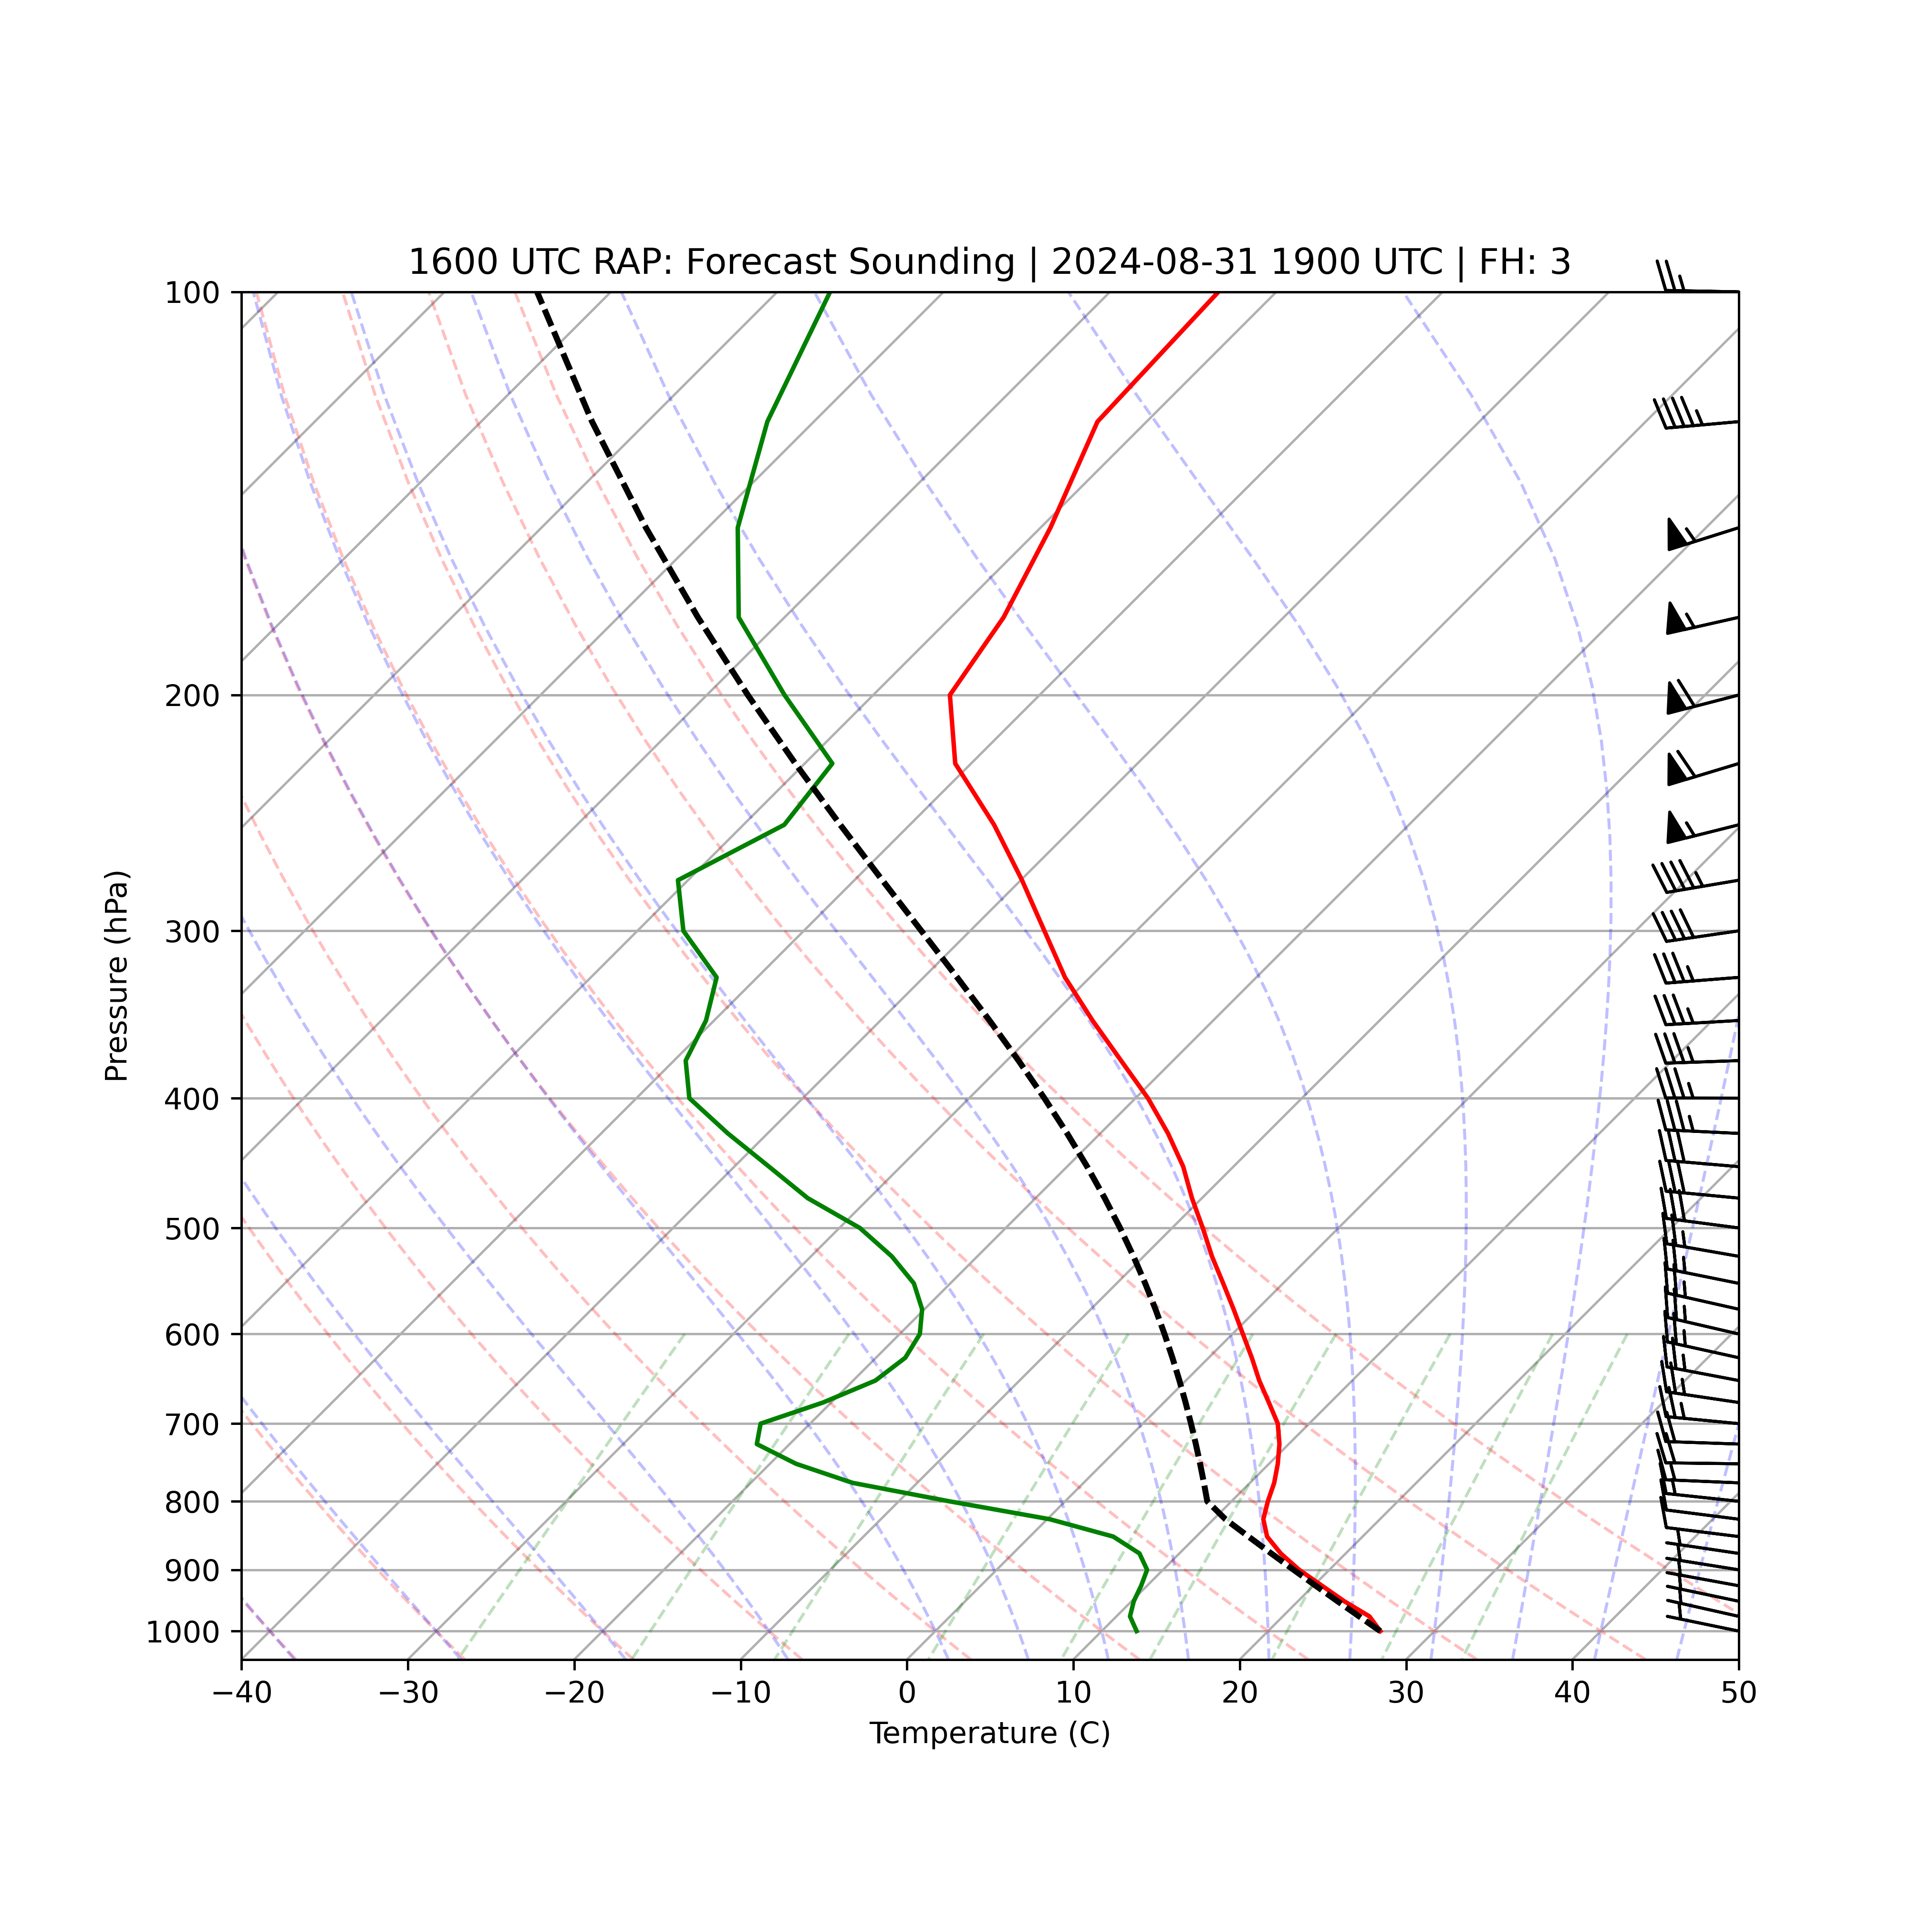 1600 UTC RAP: Forecast Sounding | 2024-08-31 1900 UTC | FH: 3
100
200
300
400
500
600
700
800
900
1000
Pressure (hPa)
−40 −30 −20 −10 0 10 20 30 40 50
Temperature (C)